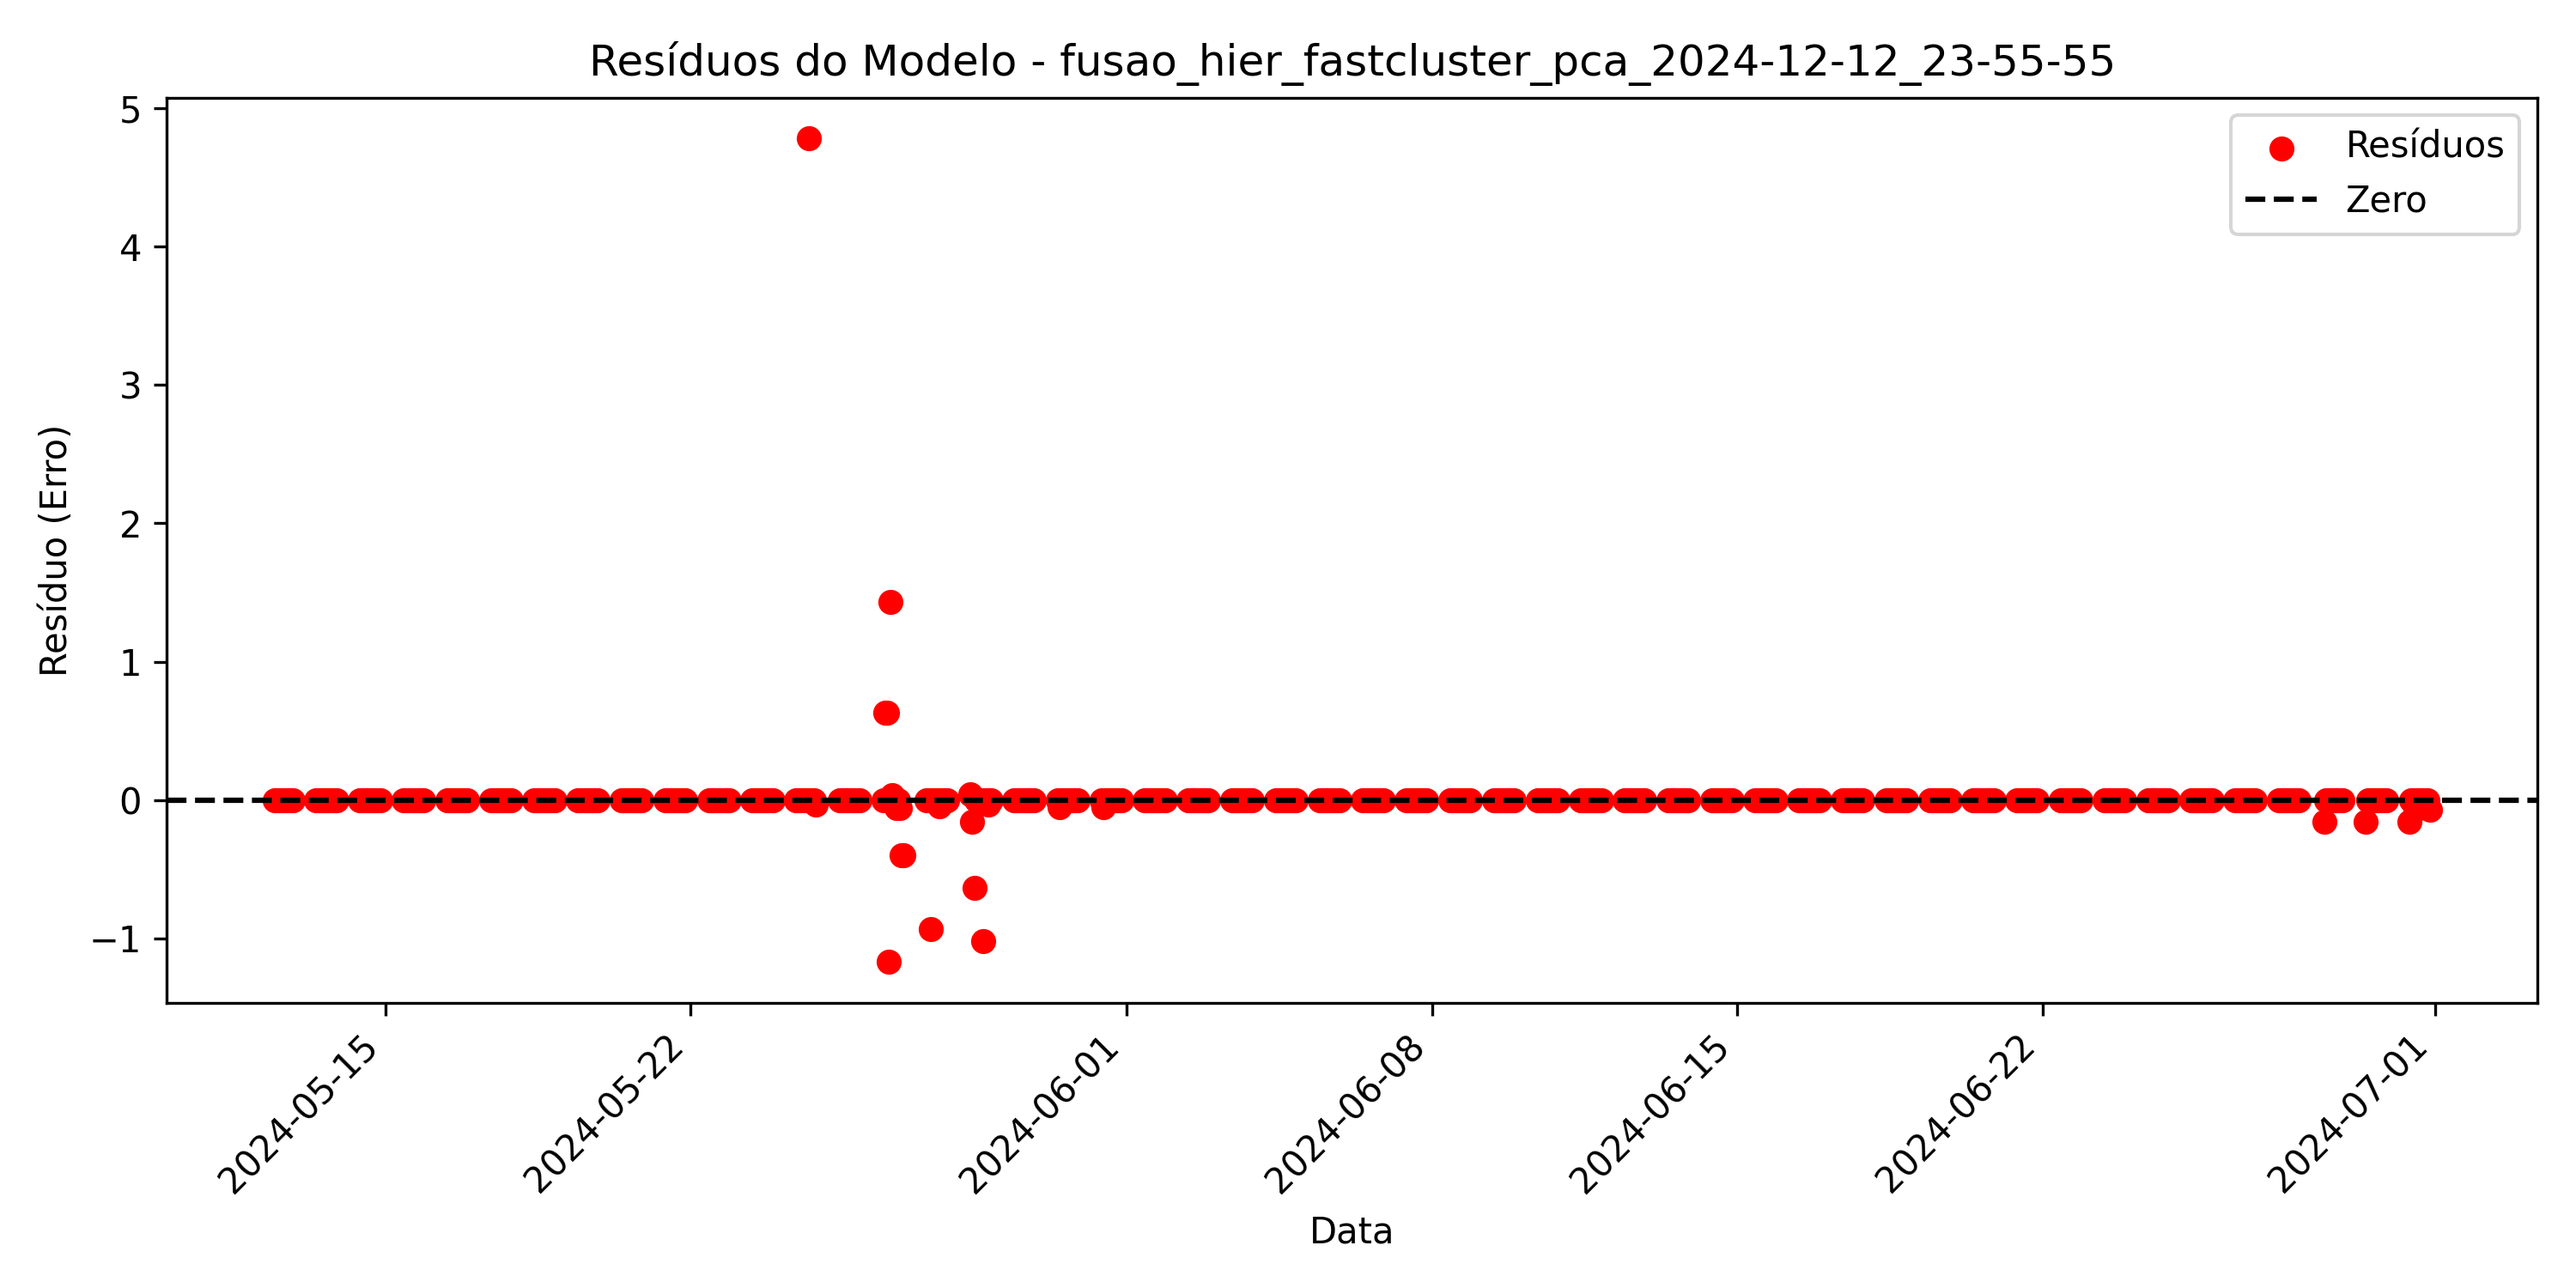 Resíduos do Modelo - fusao_hier_fastcluster_pca_2024-12-12_23-55-55
Resíduos
Zero
Resíduo (Erro)
5
4
3
2
1
0
−1
2024-05-15
2024-05-22
2024-06-01
2024-06-08
2024-06-15
2024-06-22
2024-07-01
Data